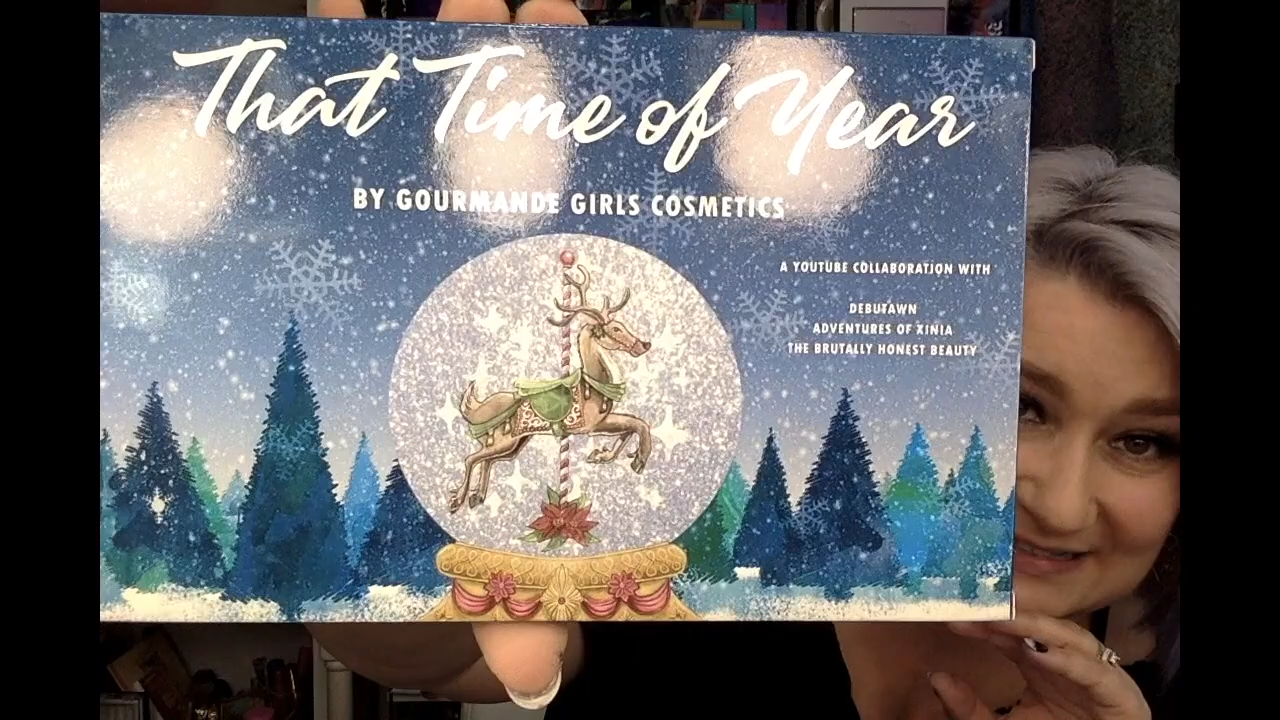 That Time of Year
BY GOURMANDE GIRLS COSMETICS
A YOUTUBE COLLABORATION WITH
DEBUTAWN
ADVENTURES OF XINIA
THE BRUTALLY HONEST BEAUTY